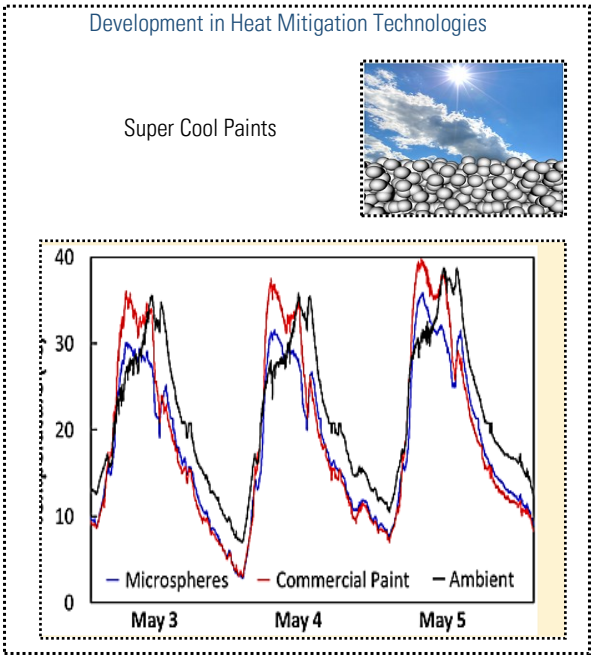 Development in Heat Mitigation Technologies
Super Cool Paints
40
30
20
10
0
Microspheres
Commercial Paint
Ambient
May 3
May 4
May 5